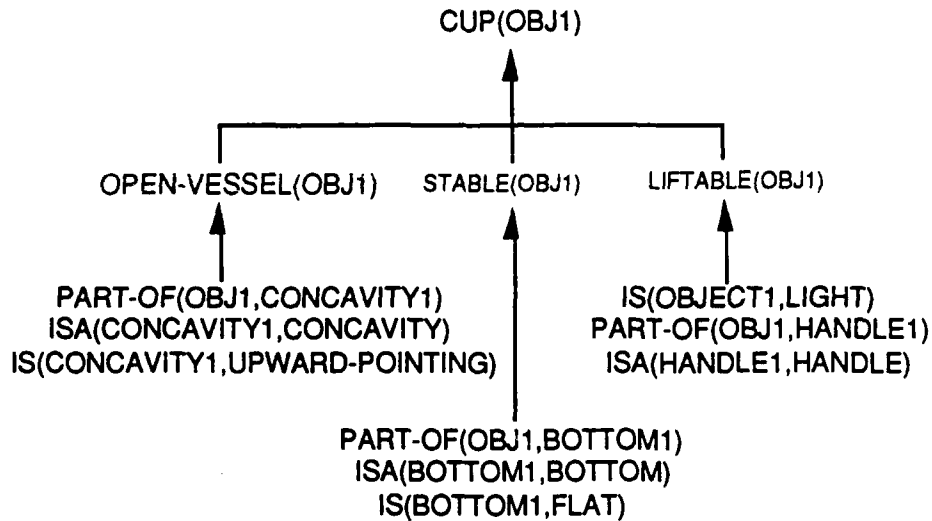 CUP(OBJ1)
OPEN-VESSEL(OBJ1)
STABLE(OBJ1)
LIFTABLE(OBJ1)
PART-OF(OBJ1,CONCAVITY1)
ISA(CONCAVITY1,CONCAVITY)
IS(CONCAVITY1,UPWARD-POINTING)
IS(OBJECT1,LIGHT)
PART-OF(OBJ1,HANDLE1)
ISA(HANDLE1,HANDLE)
PART-OF(OBJ1,BOTTOM1)
ISA(BOTTOM1,BOTTOM)
IS(BOTTOM1,FLAT)